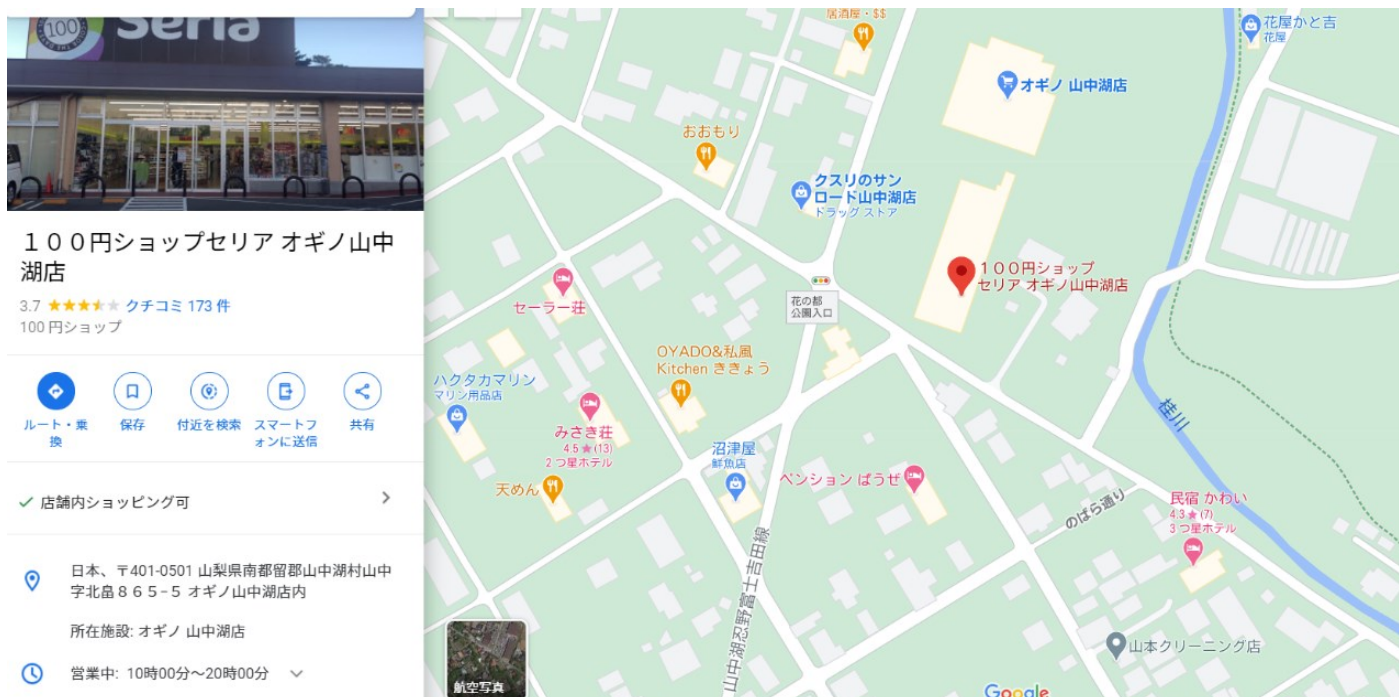 100
Seria
１００円ショップセリア オギノ山中
湖店
3.7 クチコミ 173 件
100 円ショップ
ルート・乗
換
保存
付近を検索
スマートフ
ォンに送信
共有
店舗内ショッピング可
日本、〒401-0501 山梨県南都留郡山中湖村山中
字北畠８６５−５ オギノ山中湖店内
所在施設: オギノ 山中湖店
営業中: 10時00分～20時00分
居酒屋・$$
花屋かと吉
花屋
オギノ 山中湖店
おおもり
クスリのサン
ロード山中湖店
ドラッグ ストア
１００円ショップ
セリア オギノ山中湖店
セーラー荘
花の都
公園入口
OYADO&私風
Kitchen ききょう
ハクタカマリン
マリン用品店
みさき荘
4.5★(13)
2 つ星ホテル
沼津屋
鮮魚店
天めん
ペンション ぱうぜ
桂川
のばら通り
民宿 かわい
4.3★(7)
3 つ星ホテル
山中湖忍野富士吉田線
山本クリーニング店
航空写真
Google